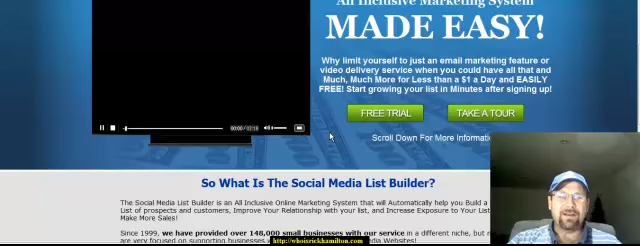 All Inclusive Marketing System
MADE EASY!
Why limit yourself to just an email marketing feature or
video delivery service when you could have all that and
Much, Much More for Less than a $1 a Day and EASILY
FREE! Start growing your list in Minutes after signing up!
FREE TRIAL
TAKE A TOUR
Scroll Down For More Informati
So What Is The Social Media List Builder?
The Social Media List Builder is an All Inclusive Online Marketing System that will Automatically help you Build a
List of prospects and customers, Improve Your Relationship with your list, and Increase Exposure to Your List
Make More Sales!
Since 1999, we have provided over 148,000 small businesses with our service in a different niche, but
are very focused on supporting businesses
dia Websites!
http://whoisrickhamilton.com